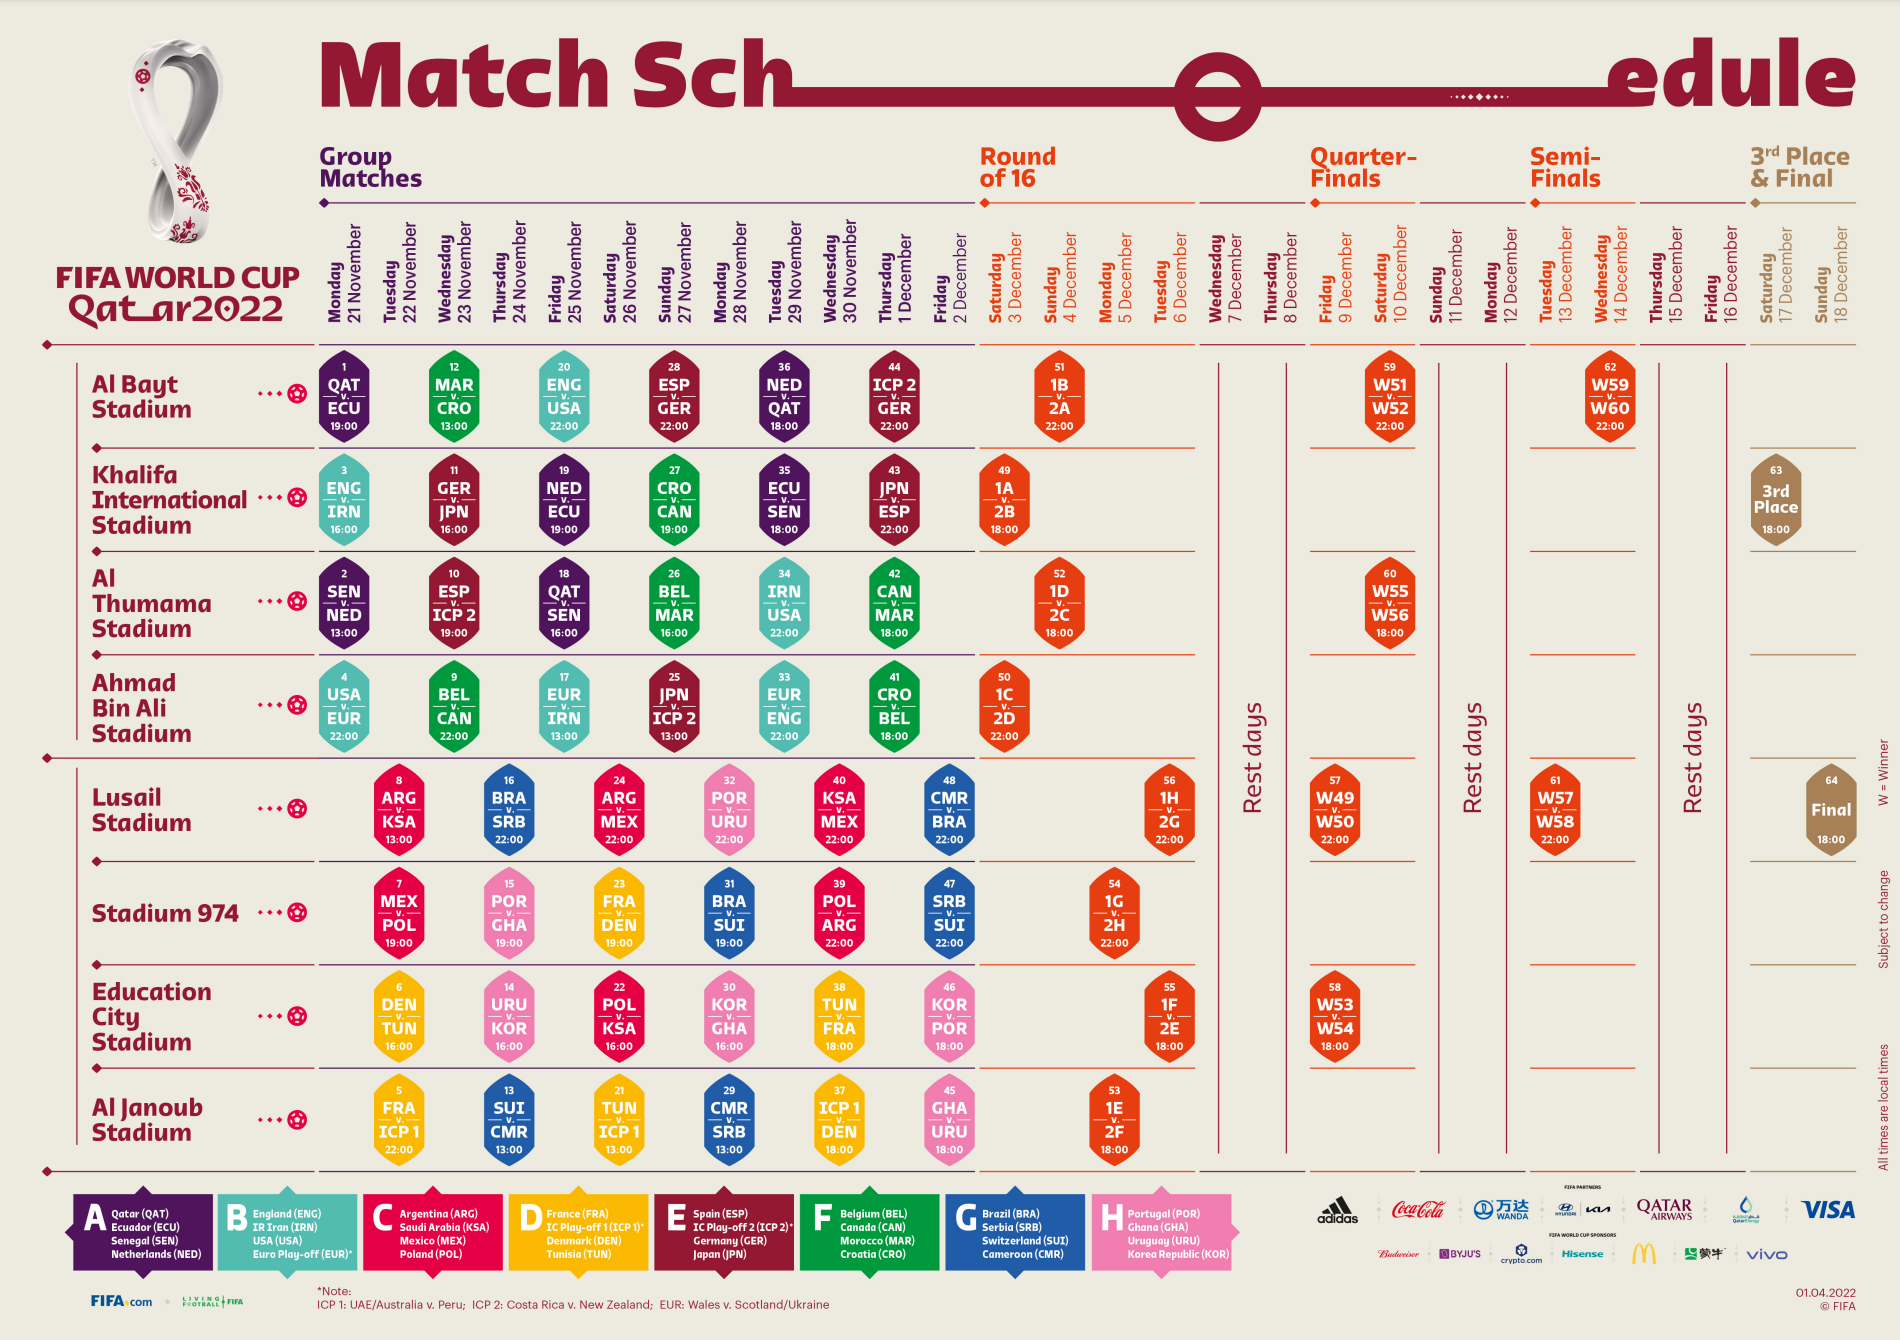 Match Schedule
FIFA WORLD CUP
Qatar2022
Group
Matches
Round
of 16
Quarter-
Finals
Semi-
Finals
3rd Place
& Final
Monday
21 November
Tuesday
22 November
Wednesday
23 November
Thursday
24 November
Friday
25 November
Saturday
26 November
Sunday
27 November
Monday
28 November
Tuesday
29 November
Wednesday
30 November
Thursday
1 December
Friday
2 December
Saturday
3 December
Sunday
4 December
Monday
5 December
Tuesday
6 December
Wednesday
7 December
Thursday
8 December
Friday
9 December
Saturday
10 December
Sunday
11 December
Monday
12 December
Tuesday
13 December
Wednesday
14 December
Thursday
15 December
Friday
16 December
Saturday
17 December
Sunday
18 December
Al Bayt
Stadium
1
QAT
v.
ECU
19:00
12
MAR
v.
CRO
13:00
20
ENG
v.
USA
22:00
28
ESP
v.
GER
22:00
36
NED
v.
QAT
18:00
44
ICP 2
v.
GER
22:00
51
1B
v.
2A
22:00
59
W51
v.
W52
22:00
62
W59
v.
W60
22:00
Khalifa
International
Stadium
3
ENG
v.
IRN
16:00
11
GER
v.
JPN
16:00
19
NED
v.
ECU
19:00
27
CRO
v.
CAN
19:00
35
ECU
v.
SEN
18:00
43
JPN
v.
ESP
22:00
49
1A
v.
2B
18:00
63
3rd
Place
18:00
Al
Thumama
Stadium
2
SEN
v.
NED
13:00
10
ESP
v.
ICP 2
19:00
18
QAT
v.
SEN
16:00
26
BEL
v.
MAR
16:00
34
IRN
v.
USA
22:00
42
CAN
v.
MAR
18:00
52
1D
v.
2C
18:00
60
W55
v.
W56
18:00
Ahmad
Bin Ali
Stadium
4
USA
v.
EUR
22:00
9
BEL
v.
CAN
22:00
17
EUR
v.
IRN
13:00
25
JPN
v.
ICP 2
13:00
33
EUR
v.
ENG
22:00
41
CRO
v.
BEL
18:00
50
1C
v.
2D
22:00
Rest days
Rest days
Rest days
Lusail
Stadium
8
ARG
v.
KSA
13:00
16
BRA
v.
SRB
22:00
24
ARG
v.
MEX
22:00
32
POR
v.
URU
22:00
40
KSA
v.
MEX
22:00
48
CMR
v.
BRA
22:00
56
1H
v.
2G
22:00
57
W49
v.
W50
22:00
61
W57
v.
W58
22:00
64
Final
18:00
Stadium 974
7
MEX
v.
POL
19:00
15
POR
v.
GHA
19:00
23
FRA
v.
DEN
19:00
31
BRA
v.
SUI
19:00
39
POL
v.
ARG
22:00
47
SRB
v.
SUI
22:00
54
1G
v.
2H
22:00
Education
City
Stadium
6
DEN
v.
TUN
16:00
14
URU
v.
KOR
16:00
22
POL
v.
KSA
16:00
30
KOR
v.
GHA
16:00
38
TUN
v.
FRA
18:00
46
KOR
v.
POR
18:00
55
1F
v.
2E
18:00
58
W53
v.
W54
18:00
Al Janoub
Stadium
5
FRA
v.
ICP 1
22:00
13
SUI
v.
CMR
13:00
21
TUN
v.
ICP 1
13:00
29
CMR
v.
SRB
13:00
37
ICP 1
v.
DEN
18:00
45
GHA
v.
URU
18:00
53
1E
v.
2F
18:00
W = Winner
Subject to change
All times are local times
A
Qatar (QAT)
Ecuador (ECU)
Senegal (SEN)
Netherlands (NED)
B
England (ENG)
IR Iran (IRN)
USA (USA)
Euro Play-off (EUR)*
C
Argentina (ARG)
Saudi Arabia (KSA)
Mexico (MEX)
Poland (POL)
D
France (FRA)
IC Play-off 1 (ICP 1)*
Denmark (DEN)
Tunisia (TUN)
E
Spain (ESP)
IC Play-off 2 (ICP 2)*
Germany (GER)
Japan (JPN)
F
Belgium (BEL)
Canada (CAN)
Morocco (MAR)
Croatia (CRO)
G
Brazil (BRA)
Serbia (SRB)
Switzerland (SUI)
Cameroon (CMR)
H
Portugal (POR)
Ghana (GHA)
Uruguay (URU)
Korea Republic (KOR)
FIFA PARTNERS
adidas
Coca-Cola
万达
WANDA
HYUNDAI
KIA
QATAR
AIRWAYS
QatarEnergy
VISA
FIFA WORLD CUP SPONSORS
Budweiser
BYJU'S
crypto.com
Hisense
蒙牛
vivo
FIFA.com
LIVING
FOOTBALL
FIFA
*Note:
ICP 1: UAE/Australia v. Peru; ICP 2: Costa Rica v. New Zealand; EUR: Wales v. Scotland/Ukraine
01.04.2022
© FIFA